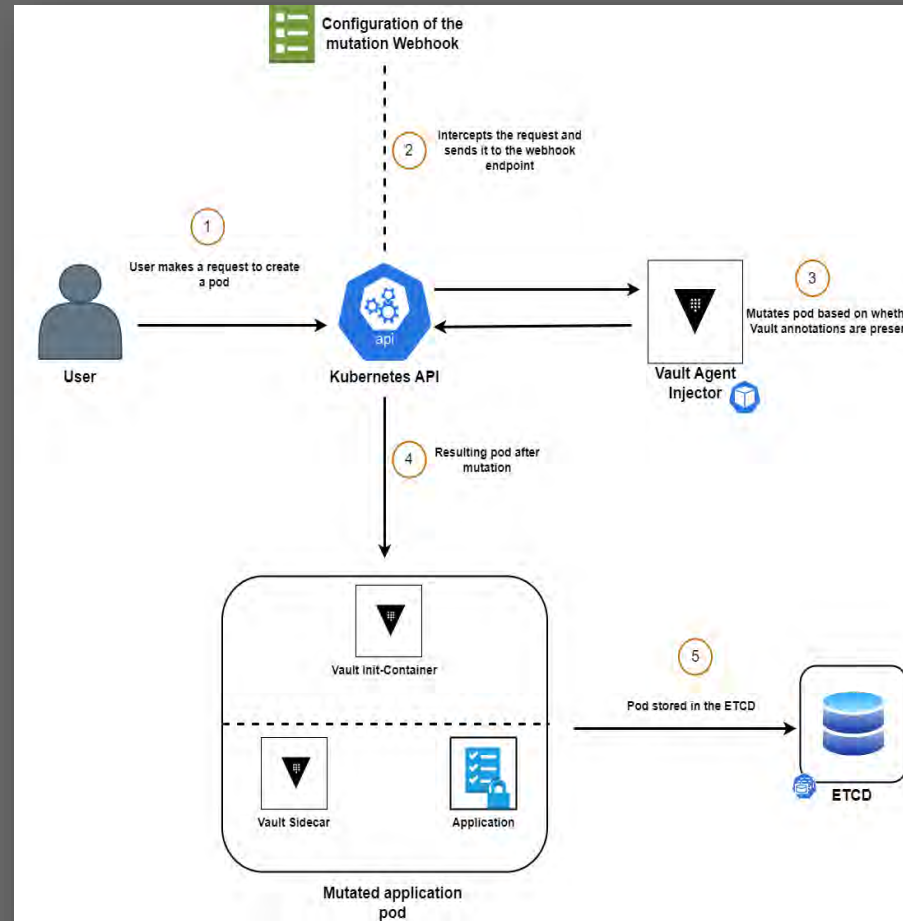 Configuration of the
mutation Webhook
2
Intercepts the request and
sends it to the webhook
endpoint
1
User makes a request to create
a pod
api
User
Kubernetes API
Vault Agent
Injector
3
Mutates pod based on
Vault annotations are
4
Resulting pod after
mutation
Vault Init-Container
Vault Sidecar
Application
Mutated application
pod
5
Pod stored in the ETCD
ETCD